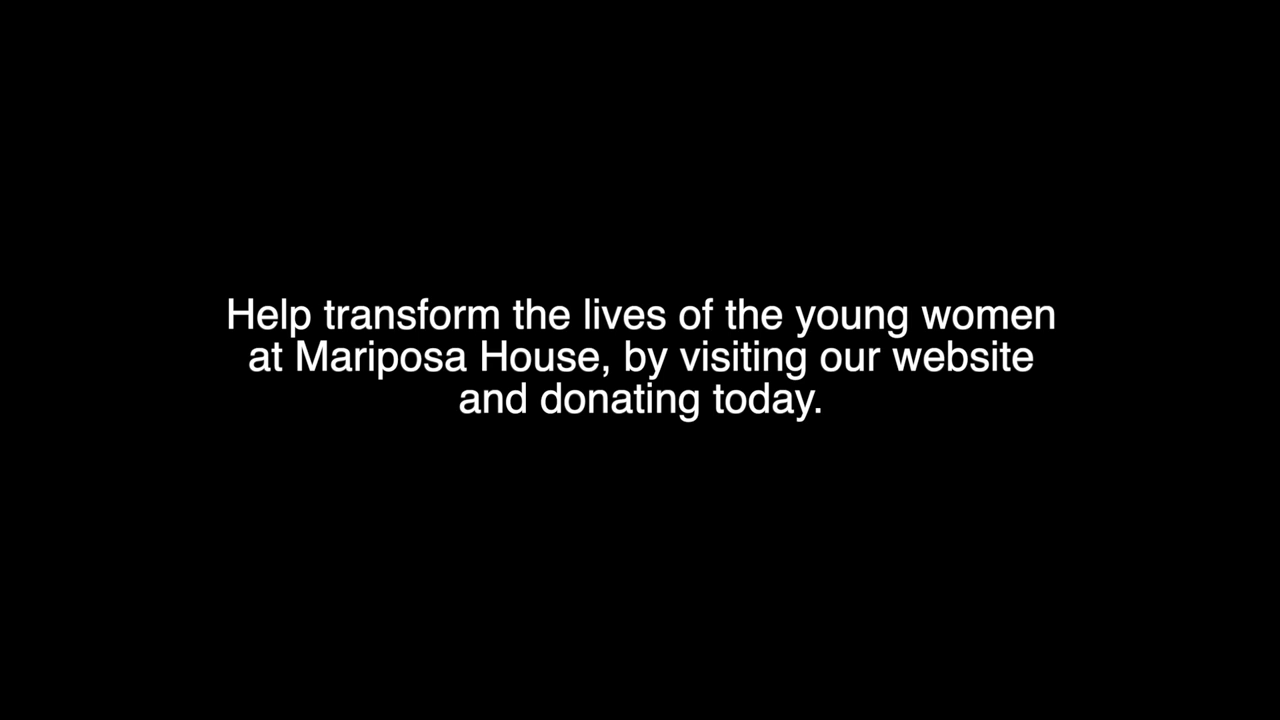 Help transform the lives of the young women
at Mariposa House, by visiting our website
and donating today.